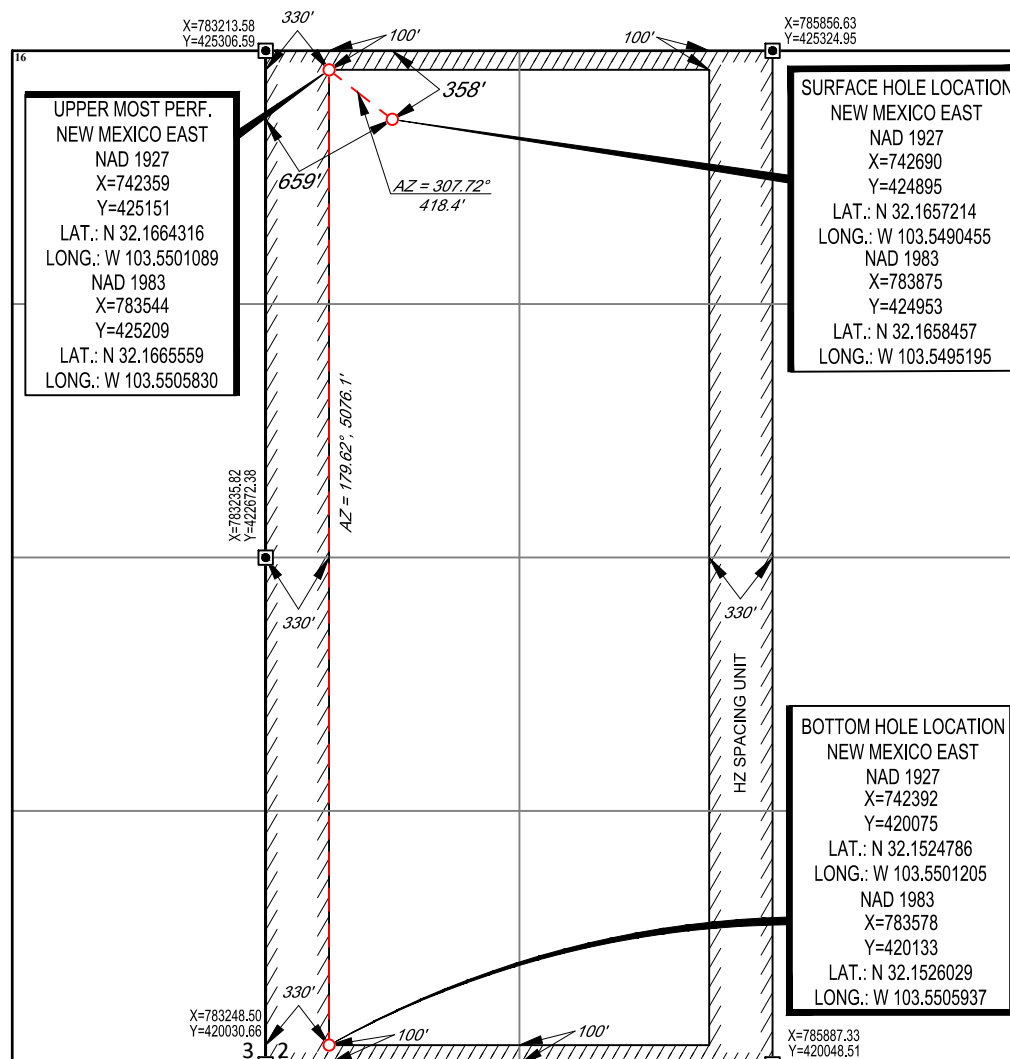 X=783213.58
Y=425306.59
330'
100'
100'
X=785856.63
Y=425324.95
16
UPPER MOST PERF.
NEW MEXICO EAST
NAD 1927
X=742359
Y=425151
LAT.: N 32.1664316
LONG.: W 103.5501089
NAD 1983
X=783544
Y=425209
LAT.: N 32.1665559
LONG.: W 103.5505830
358'
659'
AZ = 307.72°
418.4'
SURFACE HOLE LOCATION
NEW MEXICO EAST
NAD 1927
X=742690
Y=424895
LAT.: N 32.1657214
LONG.: W 103.5490455
NAD 1983
X=783875
Y=424953
LAT.: N 32.1658457
LONG.: W 103.5495195
AZ = 179.62°, 5076.1'
X=783235.82
Y=422672.38
330'
330'
HZ SPACING UNIT
BOTTOM HOLE LOCATION
NEW MEXICO EAST
NAD 1927
X=742392
Y=420075
LAT.: N 32.1524786
LONG.: W 103.5501205
NAD 1983
X=783578
Y=420133
LAT.: N 32.1526029
LONG.: W 103.5505937
330'
X=783248.50
Y=420030.66
100'
100'
3 2
X=785887.33
Y=420048.51